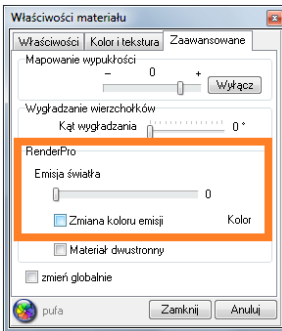 Właściwości materiału
Właściwości Kolor i tekstura Zaawansowane
Mapowanie wypukłości
- 0 +
Wyłącz
Wygładzanie wierzchołków
Kąt wygładzania 0 °
RenderPro
Emisja światła
0
Zmiana koloru emisji Kolor
Materiał dwustronny
zmień globalnie
pufa Zamknij Anuluj